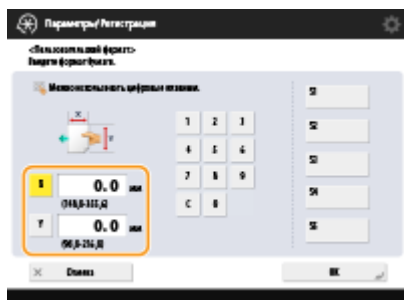 Параметры/Регистрация
<Пользовательский формат>
Введите формат бумаги.
Можно использовать цифровые клавиши.
X
Y
1 2 3
4 5 6
7 8 9
C 0
X 0.0 мм
Y 0.0 мм
S1
S2
S3
S4
S5
× Отмена
OK